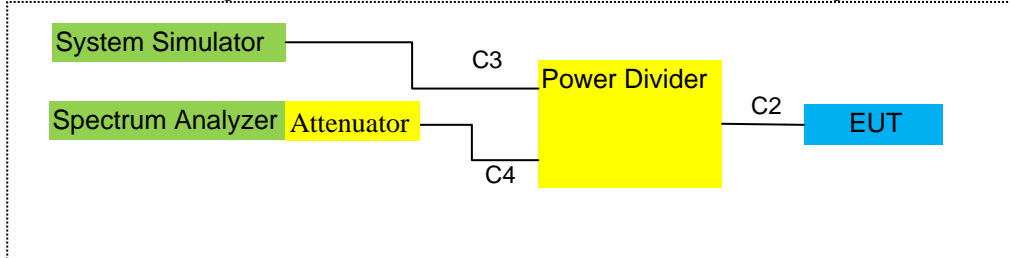 System Simulator
C3
Power Divider
Spectrum Analyzer Attenuator
C2
EUT
C4